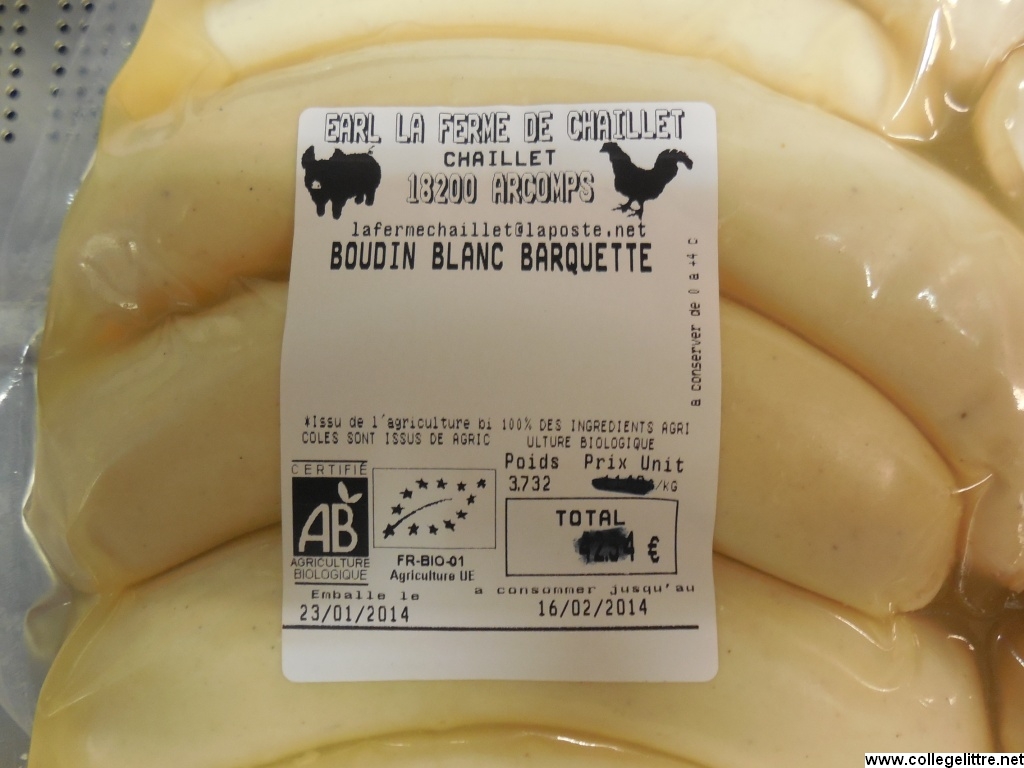 EARL LA FERME DE CHAILLET
CHAILLET
18200 ARCOMPS
lafermechaillet@laposte.net
BOUDIN BLANC BARQUETTE
a conserver de 0 a +4 c
*Issu de l'agriculture bi 100% DES INGREDIENTS AGRI
COLES SONT ISSUS DE AGRIC ULTURE BIOLOGIQUE
Poids Prix Unit
3.732 /KG
CERTIFIÉ
AB
AGRICULTURE
BIOLOGIQUE
FR-BIO-01
Agriculture UE
TOTAL
€
Emballe le a consommer jusqu'au
23/01/2014 16/02/2014
www.collegelittre.net